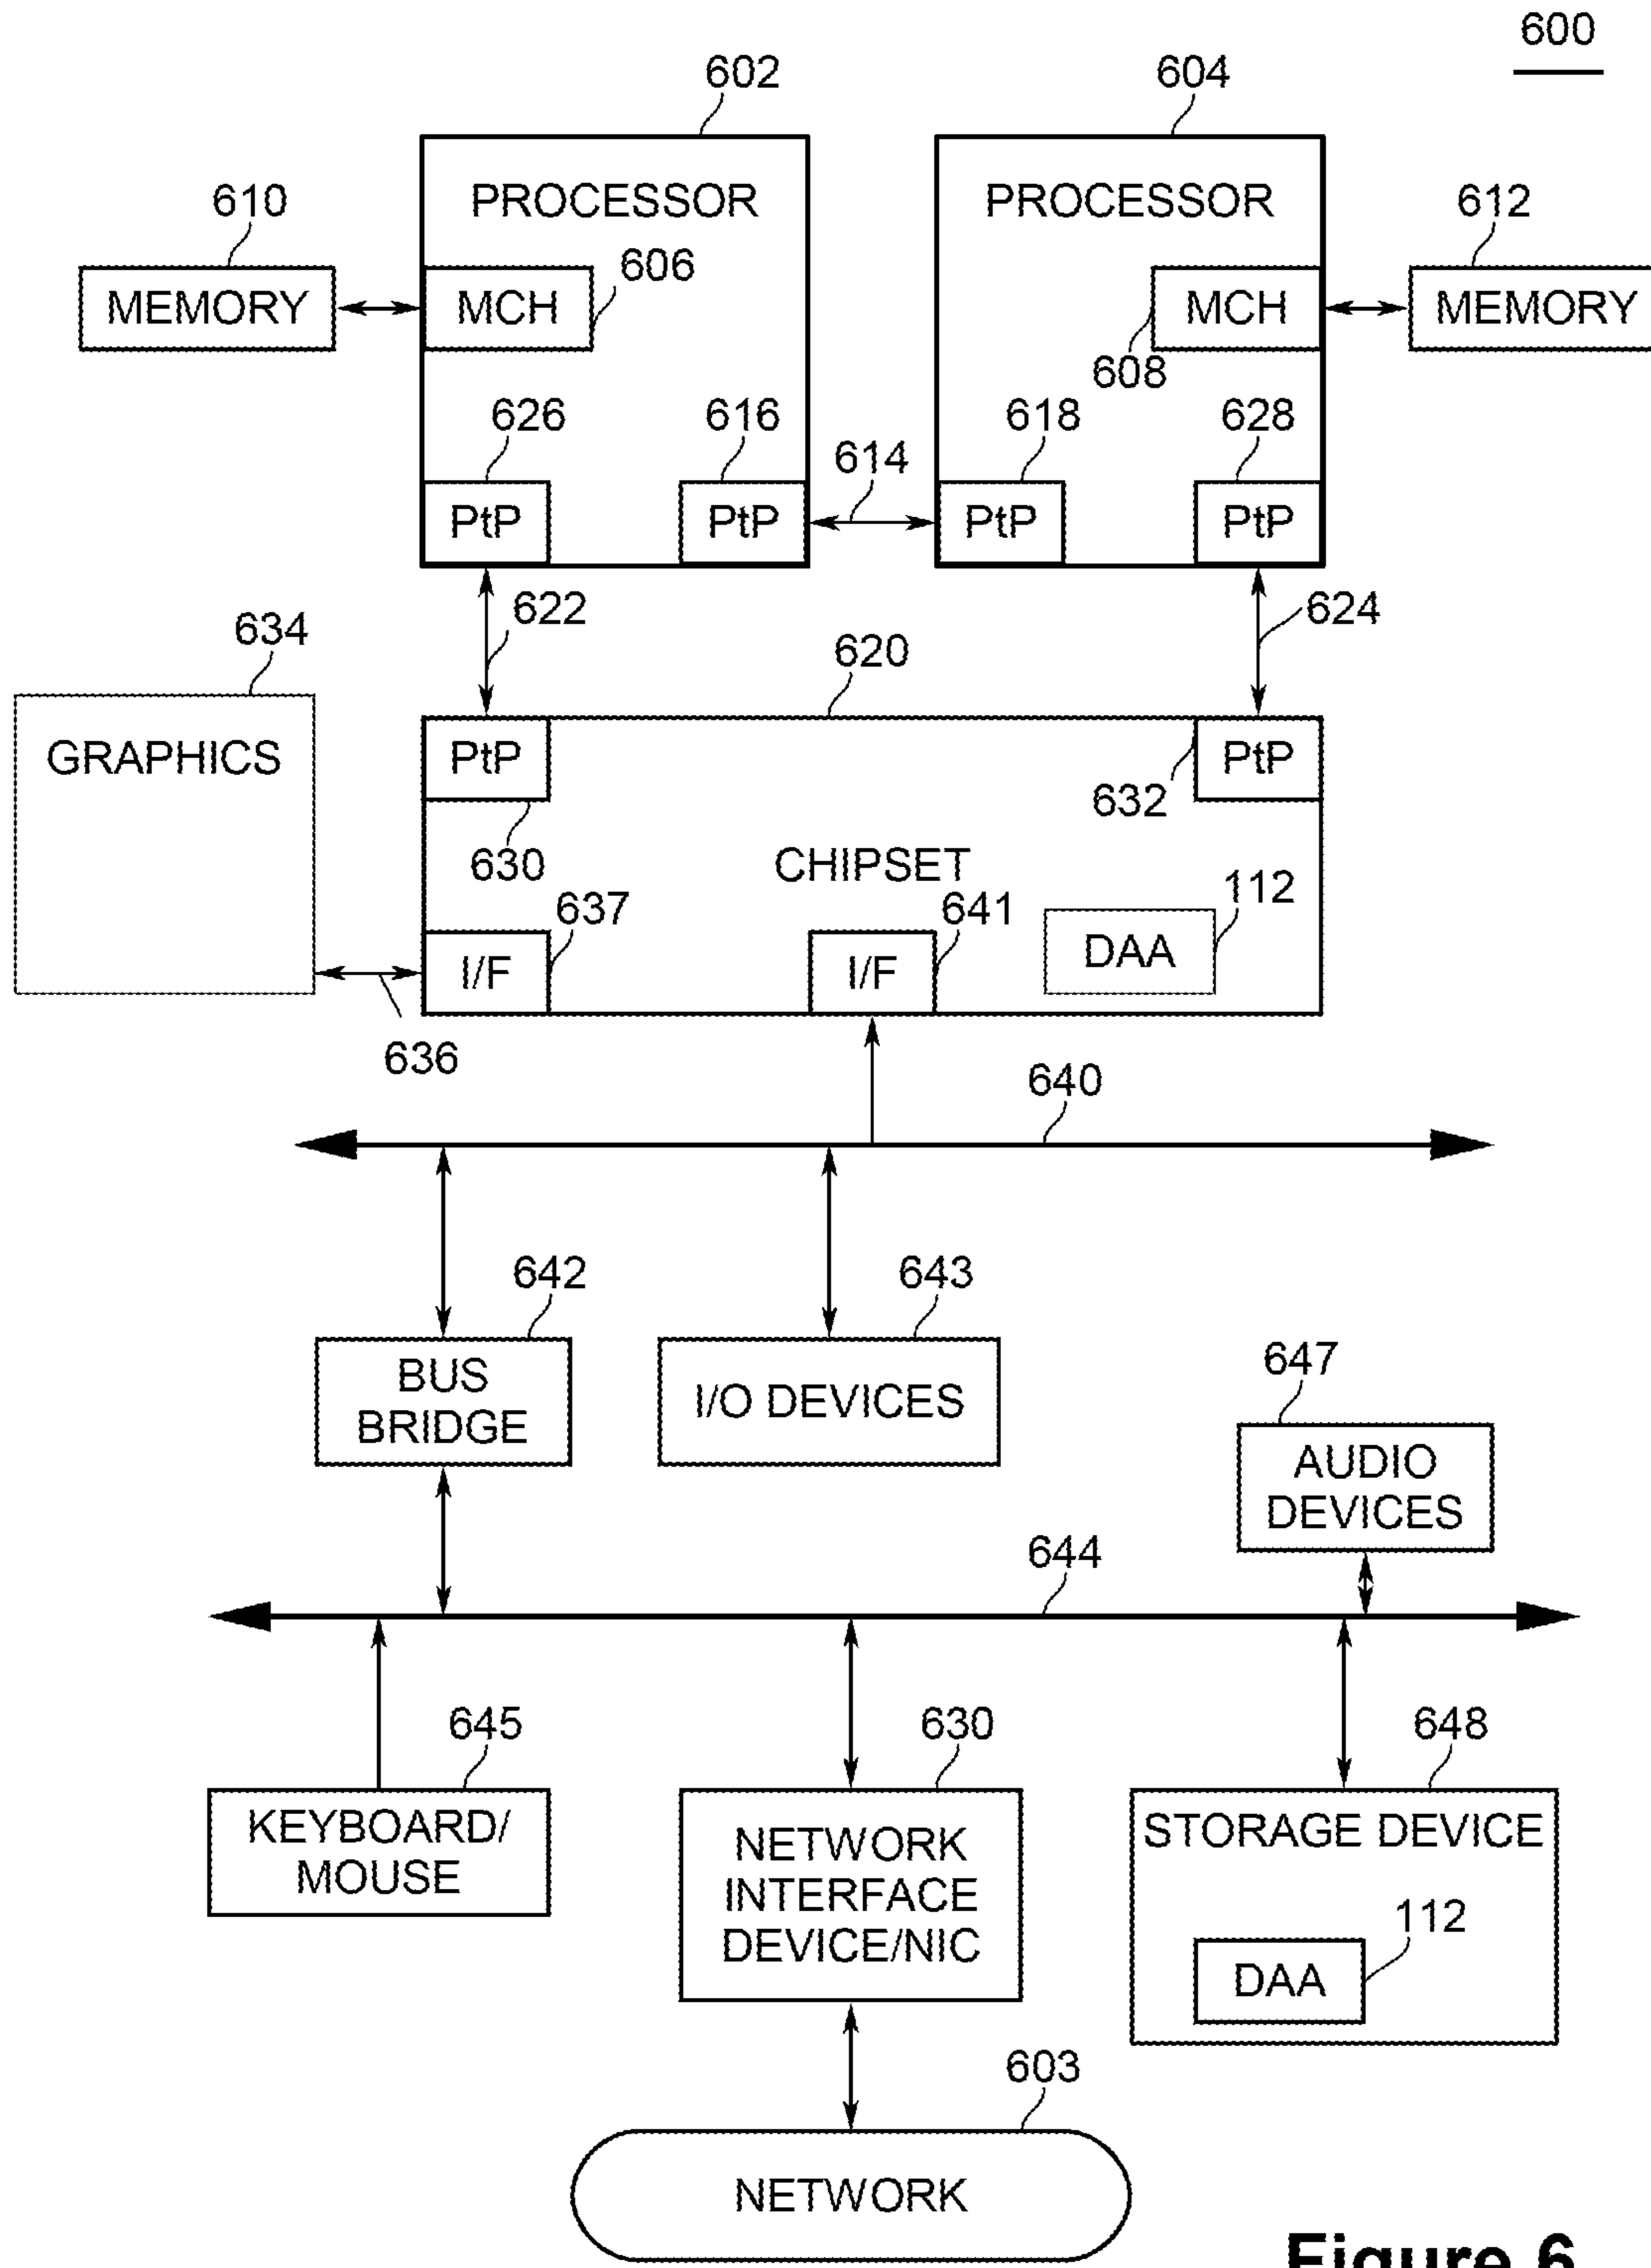 600
602
604
PROCESSOR
PROCESSOR
610
612
606
MEMORY
MCH
MCH
MEMORY
608
626
616
618
628
614
PtP
PtP
PtP
PtP
622
624
634
620
GRAPHICS
PtP
PtP
632
630
CHIPSET
637
641
112
I/F
I/F
DAA
636
640
642
643
BUS
BRIDGE
I/O DEVICES
647
AUDIO
DEVICES
644
645
630
648
KEYBOARD/
MOUSE
NETWORK
INTERFACE
DEVICE/NIC
STORAGE DEVICE
112
DAA
603
NETWORK
Figure 6